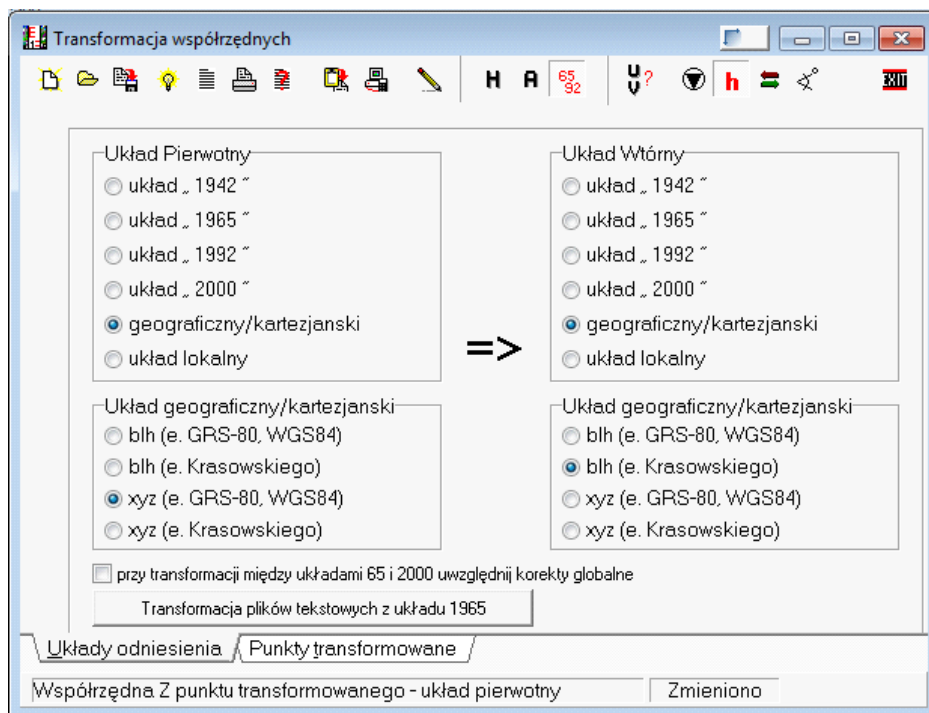 Transformacja współrzędnych
H A 65 92 U V ? h XYZ
Układ Pierwotny
układ „ 1942 ˝
układ „ 1965 ˝
układ „ 1992 ˝
układ „ 2000 ˝
geograficzny/kartezjanski
układ lokalny
=>
Układ Wtórny
układ „ 1942 ˝
układ „ 1965 ˝
układ „ 1992 ˝
układ „ 2000 ˝
geograficzny/kartezjanski
układ lokalny
Układ geograficzny/kartezjanski
blh (e. GRS-80, WGS84)
blh (e. Krasowskiego)
xyz (e. GRS-80, WGS84)
xyz (e. Krasowskiego)
Układ geograficzny/kartezjanski
blh (e. GRS-80, WGS84)
blh (e. Krasowskiego)
xyz (e. GRS-80, WGS84)
xyz (e. Krasowskiego)
przy transformacji między układami 65 i 2000 uwzględnij korekty globalne
Transformacja plików tekstowych z układu 1965
Układy odniesienia Punkty transformowane
Współrzędna Z punktu transformowanego - układ pierwotny Zmieniono